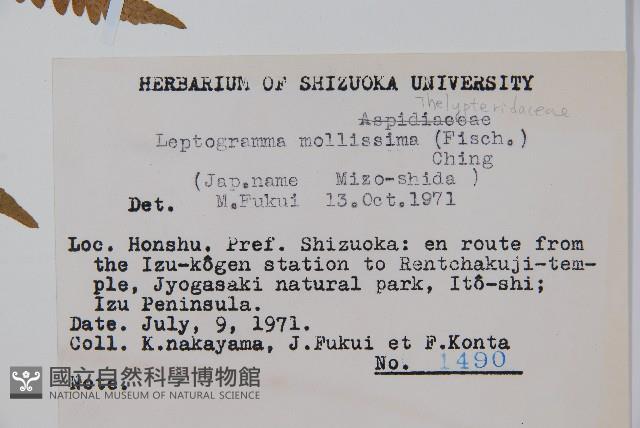 HERBARIUM OF SHIZUOKA UNIVERSITY
Thelypteridaceae
Aspidiaceae
Leptogramma mollissima (Fisch.)
Ching
(Jap.name Mizo-shida )
Det. M.Fukui 13.Oct.1971
Loc. Honshu. Pref. Shizuoka: en route from
the Izu-kôgen station to Rentchakuji-tem-
ple, Jyogasaki natural park, Itô-shi;
Izu Peninsula.
Date. July, 9, 1971.
Coll. K.nakayama, J.Fukui et F.Konta
No. 1490
Note.
國立自然科學博物館
NATIONAL MUSEUM OF NATURAL SCIENCE